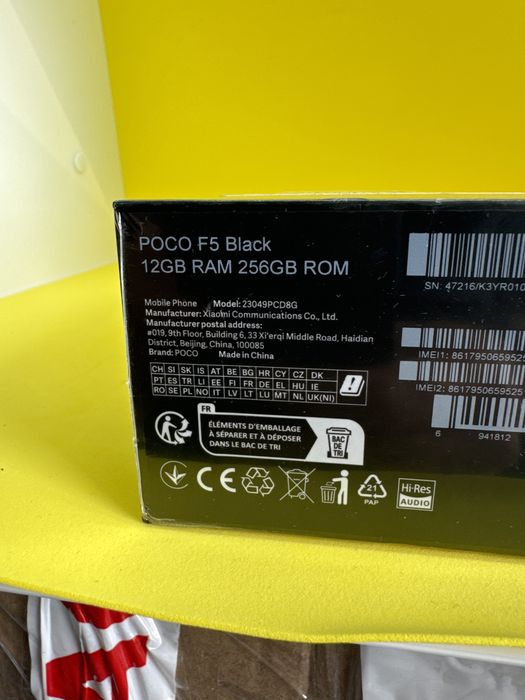 POCO F5 Black
12GB RAM 256GB ROM
Mobile Phone Model: 23049PCD8G
Manufacturer: Xiaomi Communications Co., Ltd.
Manufacturer postal address:
#019, 9th Floor, Building 6, 33 Xi'erqi Middle Road, Haidian
District, Beijing, China, 100085
Brand: POCO Made in China
CH SI SK IS AT BE BG HR CY CZ DK
PT ES TR LI EE FI FR DE EL HU IE
RO SE PL NO IT LV LT LU MT NL UK(NI)
FR
ÉLÉMENTS D'EMBALLAGE
À SÉPARER ET À DÉPOSER
DANS LE BAC DE TRI
BAC
DE
TRI
CE
21
PAP
Hi-Res
AUDIO
SN: 47216/K3YR010
IMEI1: 8617950659525
IMEI2: 8617950659525
6 941812